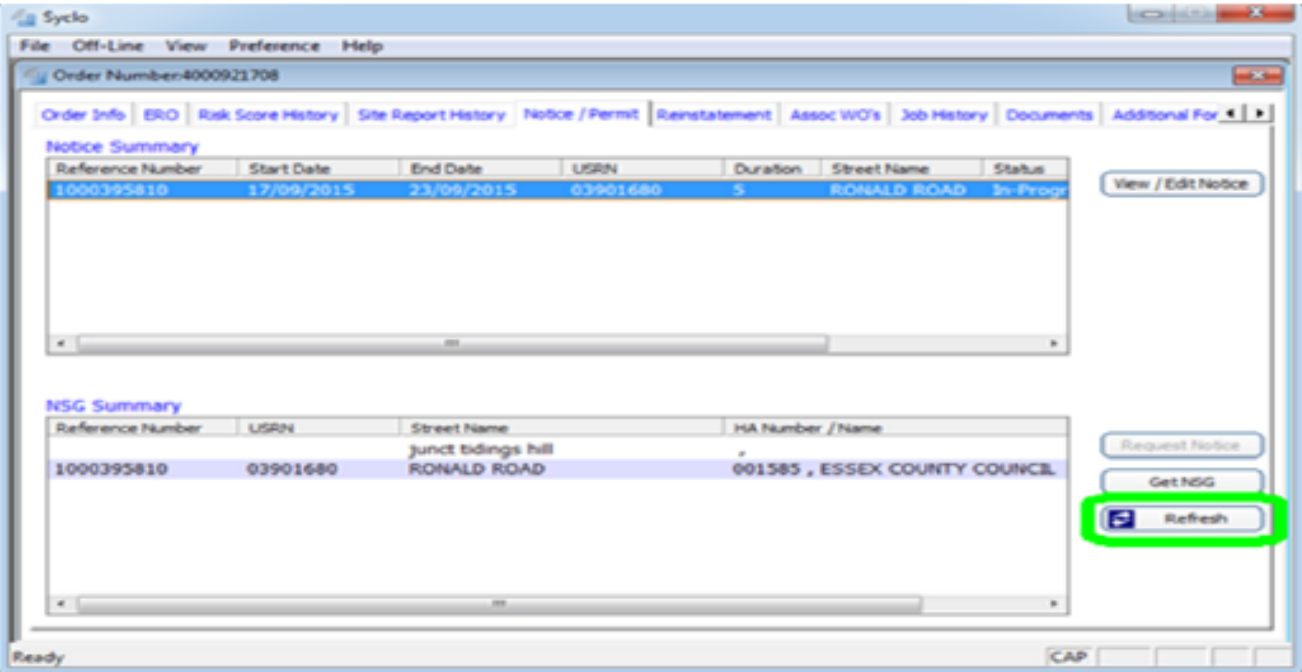 Syclo
File Off-Line View Preference Help
Order Number:4000921708
Order Info ERO Risk Score History Site Report History Notice / Permit Reinstatement Assoc WO's Job History Documents Additional For
Notice Summary
Reference Number Start Date End Date USRN Duration Street Name Status
1000395810 17/09/2015 23/09/2015 03901680 5 RONALD ROAD In-Progr
View / Edit Notice
NSG Summary
Reference Number USRN Street Name HA Number / Name
junct tidings hill ,
1000395810 03901680 RONALD ROAD 001585 , ESSEX COUNTY COUNCIL
Request Notice
Get NSG
Refresh
Ready CAP